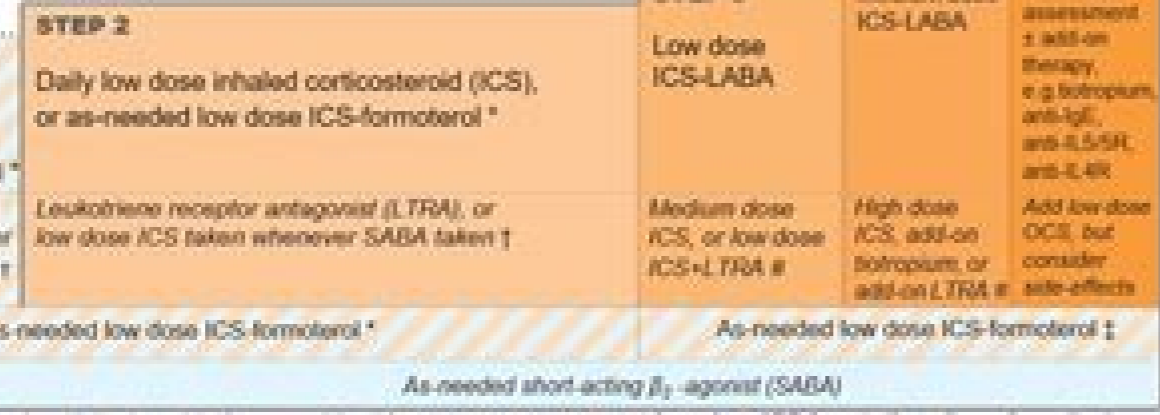 STEP 2
Daily low dose inhaled corticosteroid (ICS),
or as-needed low dose ICS-formoterol *
Leukotriene receptor antagonist (LTRA), or
low dose ICS taken whenever SABA taken †
Low dose
ICS-LABA
Medium dose
ICS, or low dose
ICS+LTRA #
ICS-LABA
High dose
ICS, add-on
tiotropium, or
add-on LTRA #
assessment
± add-on
therapy,
e.g.tiotropium,
anti-IgE,
anti-IL5/5R,
anti-IL4R
Add low dose
OCS, but
consider
side-effects
needed low dose ICS-formoterol *
As-needed low dose ICS-formoterol ‡
As-needed short-acting β₂ -agonist (SABA)